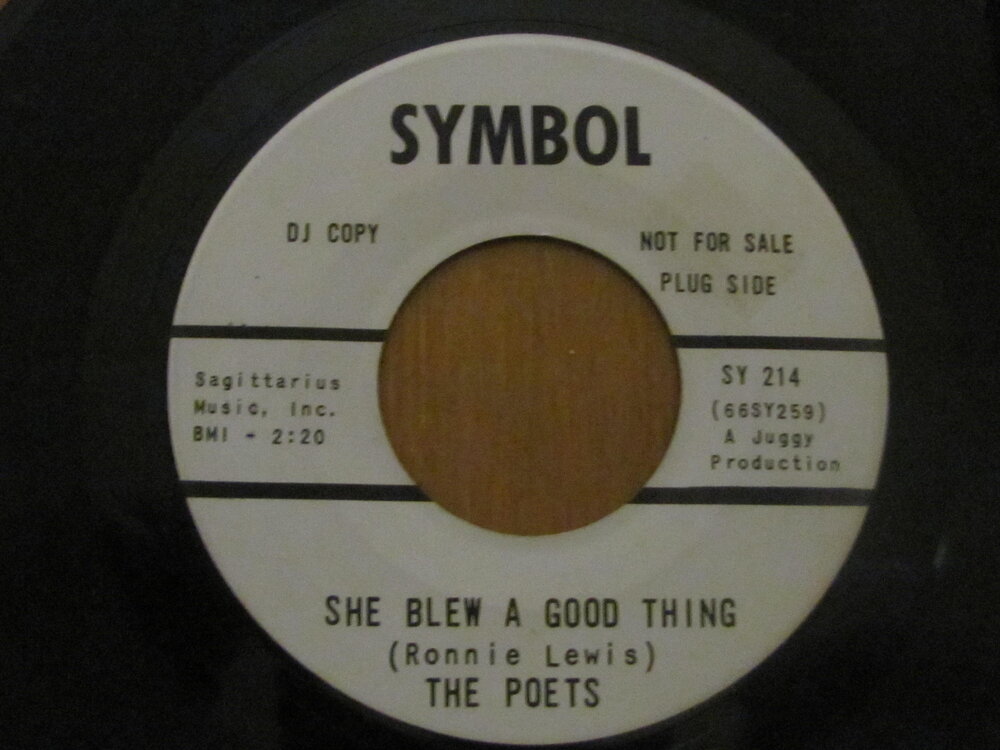 SYMBOL
DJ COPY
NOT FOR SALE
PLUG SIDE
Sagittarius
Music, Inc.
BMI - 2:20
SY 214
(66SY259)
A Juggy
Production
SHE BLEW A GOOD THING
(Ronnie Lewis)
THE POETS